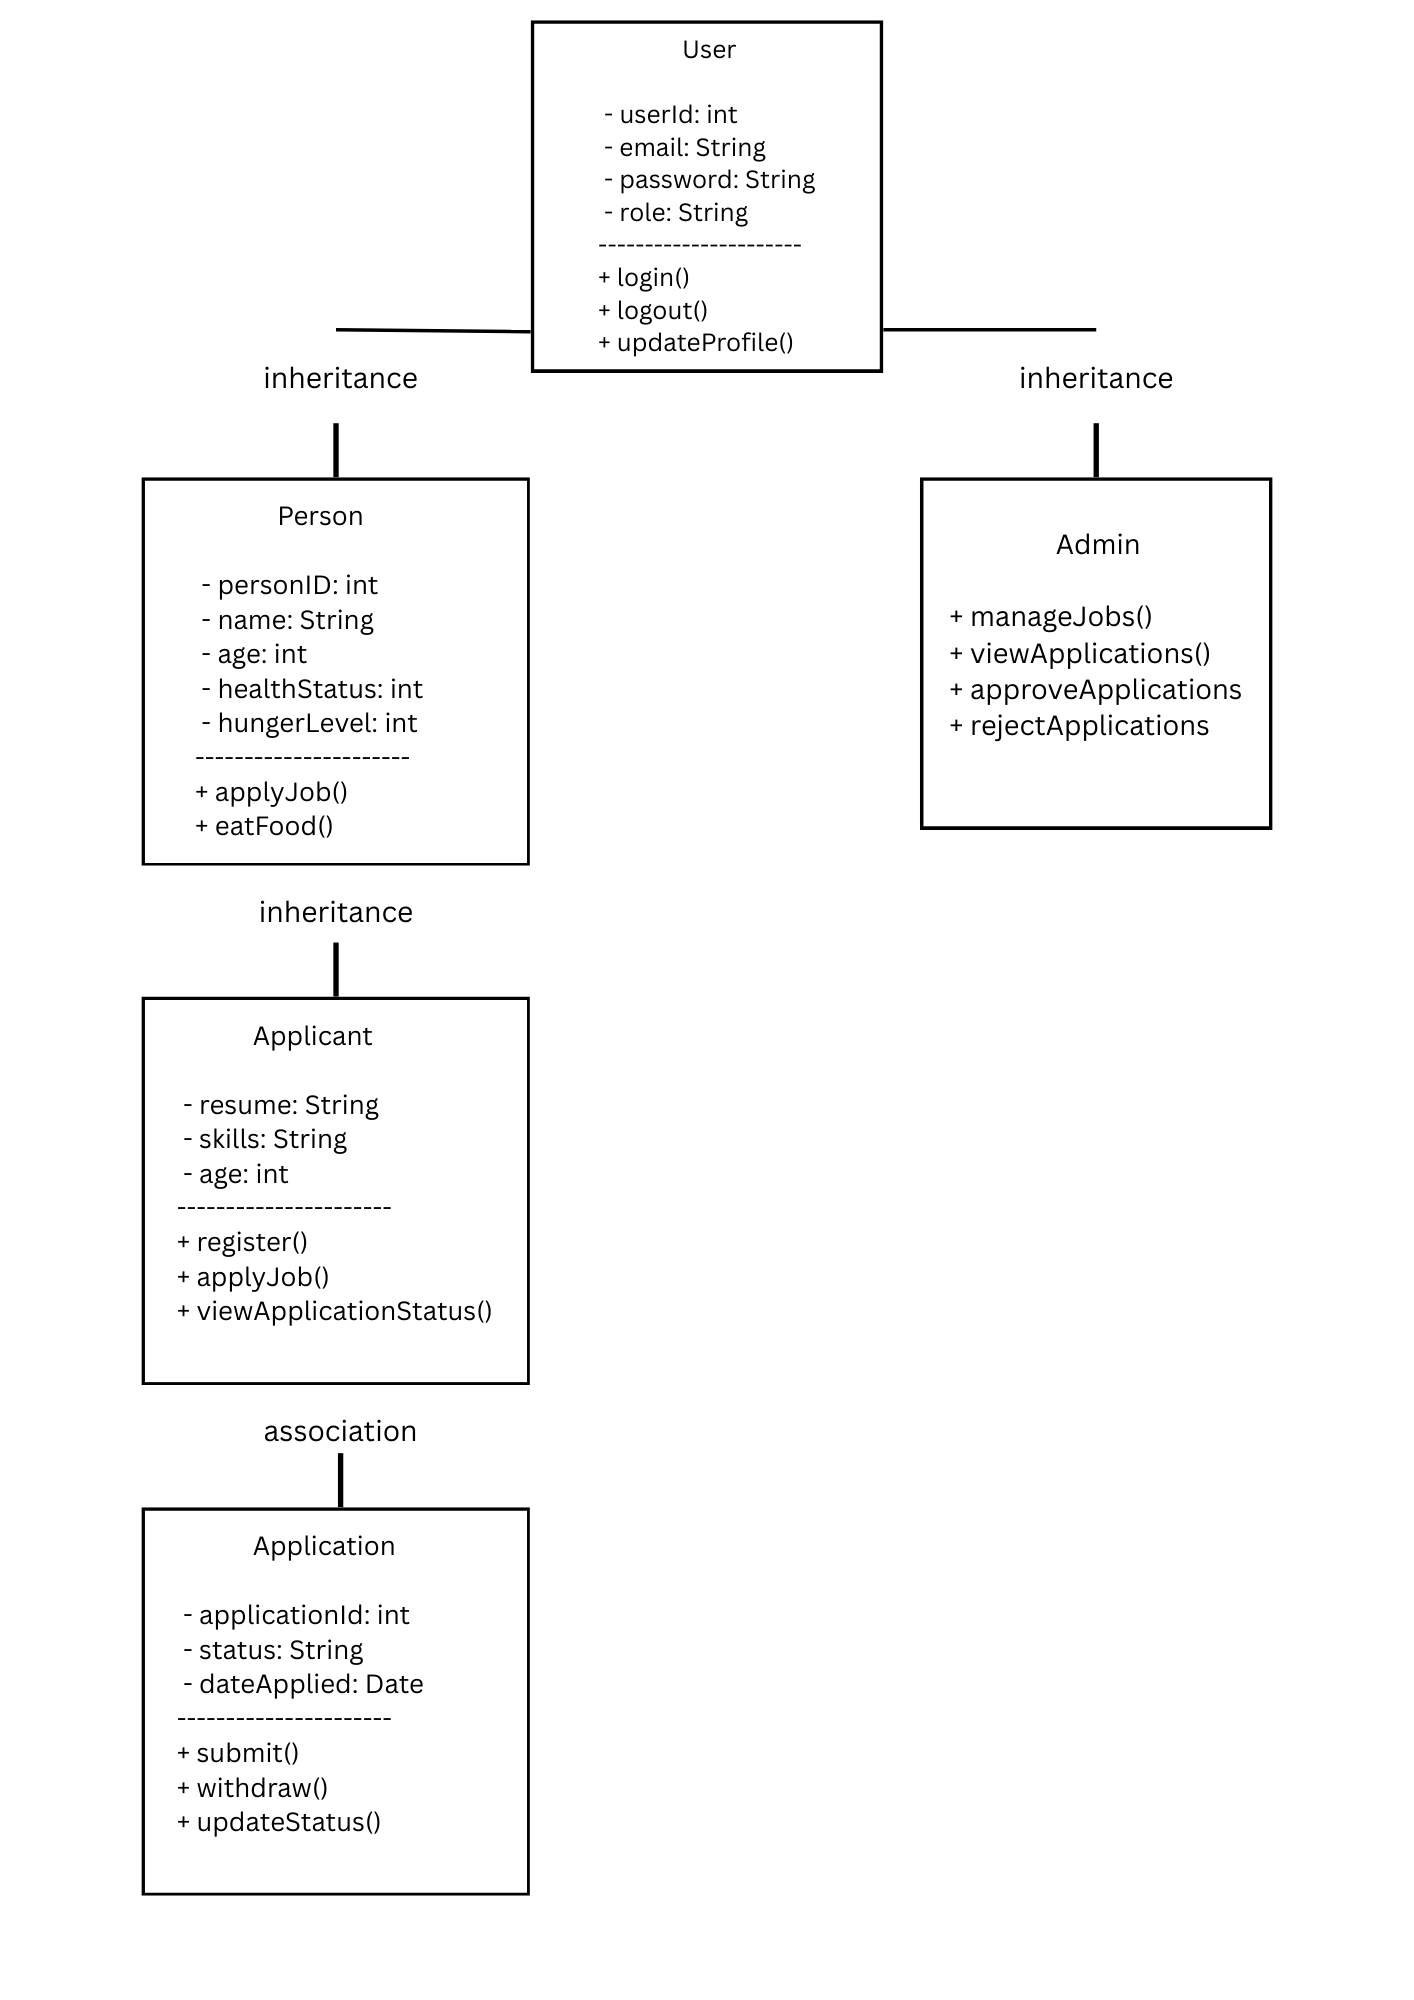 User
- userId: int
- email: String
- password: String
- role: String
----------------------
+ login()
+ logout()
+ updateProfile()
inheritance
inheritance
Person
- personID: int
- name: String
- age: int
- healthStatus: int
- hungerLevel: int
----------------------
+ applyJob()
+ eatFood()
Admin
+ manageJobs()
+ viewApplications()
+ approveApplications
+ rejectApplications
inheritance
Applicant
- resume: String
- skills: String
- age: int
----------------------
+ register()
+ applyJob()
+ viewApplicationStatus()
association
Application
- applicationId: int
- status: String
- dateApplied: Date
----------------------
+ submit()
+ withdraw()
+ updateStatus()